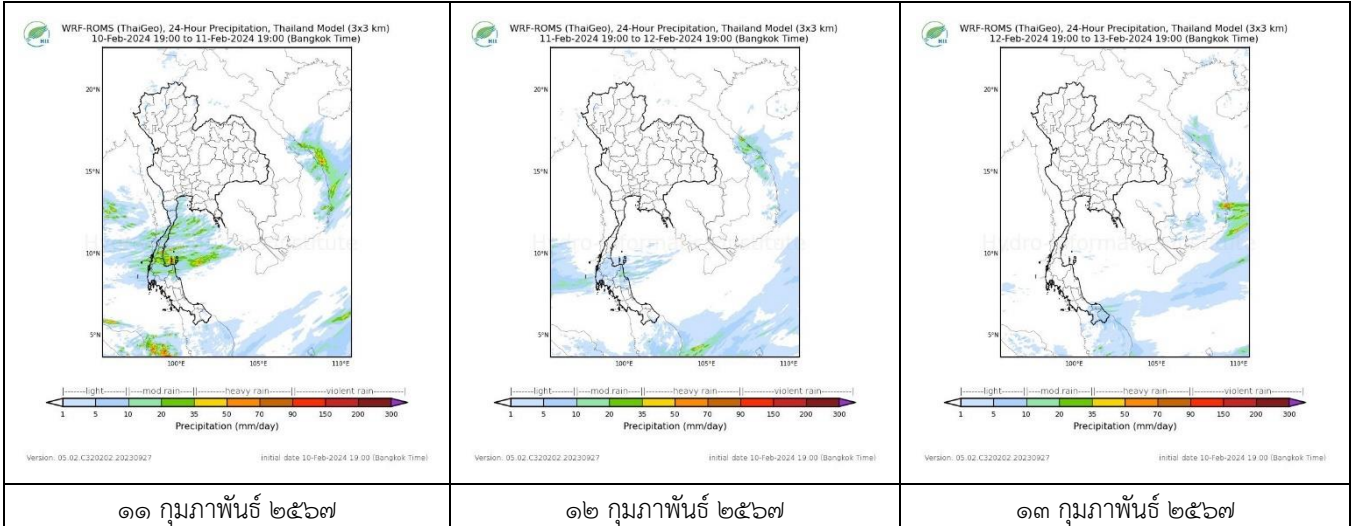 WRF-ROMS (ThaiGeo), 24-Hour Precipitation, Thailand Model (3x3 km)
10-Feb-2024 19:00 to 11-Feb-2024 19:00 (Bangkok Time)
20°N
15°N
10°N
5°N
100°E
105°E
110°E
|-------light-------||---mod rain---||-------heavy rain-------||-------violent rain-------|
1 5 10 20 35 50 70 90 150 200 300
Precipitation (mm/day)
Version: 05.02.C320202.20230927
initial date 10-Feb-2024 19:00 (Bangkok Time)
๑๑ กุมภาพันธ์ ๒๕๖๗
WRF-ROMS (ThaiGeo), 24-Hour Precipitation, Thailand Model (3x3 km)
11-Feb-2024 19:00 to 12-Feb-2024 19:00 (Bangkok Time)
20°N
15°N
10°N
5°N
100°E
105°E
110°E
|-------light-------||---mod rain---||-------heavy rain-------||-------violent rain-------|
1 5 10 20 35 50 70 90 150 200 300
Precipitation (mm/day)
Version: 05.02.C320202.20230927
initial date 10-Feb-2024 19:00 (Bangkok Time)
๑๒ กุมภาพันธ์ ๒๕๖๗
WRF-ROMS (ThaiGeo), 24-Hour Precipitation, Thailand Model (3x3 km)
12-Feb-2024 19:00 to 13-Feb-2024 19:00 (Bangkok Time)
20°N
15°N
10°N
5°N
100°E
105°E
110°E
|-------light-------||---mod rain---||-------heavy rain-------||-------violent rain-------|
1 5 10 20 35 50 70 90 150 200 300
Precipitation (mm/day)
Version: 05.02.C320202.20230927
initial date 10-Feb-2024 19:00 (Bangkok Time)
๑๓ กุมภาพันธ์ ๒๕๖๗